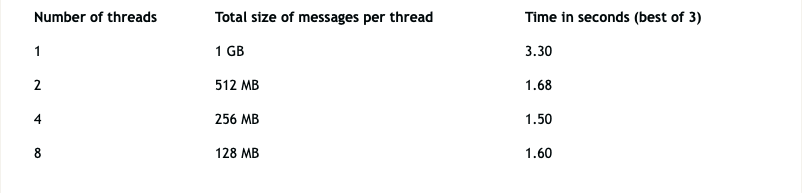 Number of threads Total size of messages per thread Time in seconds (best of 3)
1 1 GB 3.30
2 512 MB 1.68
4 256 MB 1.50
8 128 MB 1.60